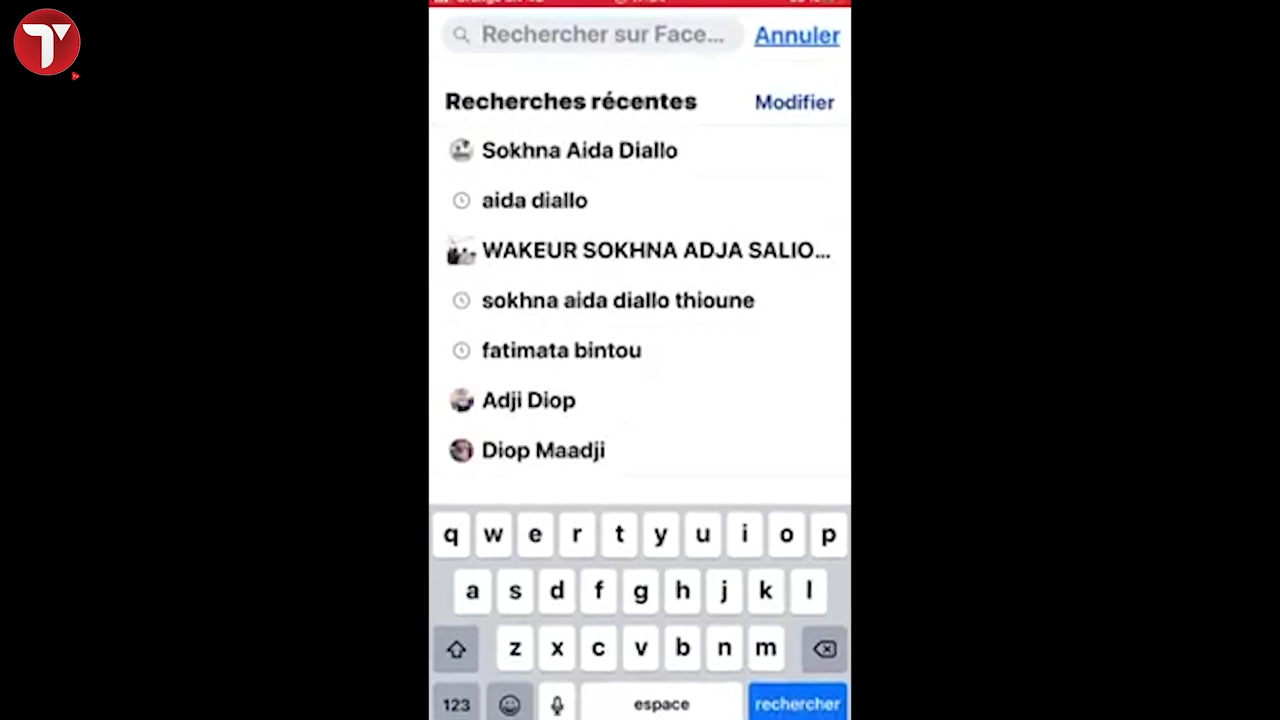 Rechercher sur Face...
Annuler
Recherches récentes
Modifier
Sokhna Aida Diallo
aida diallo
WAKEUR SOKHNA ADJA SALIO...
sokhna aida diallo thioune
fatimata bintou
Adji Diop
Diop Maadji
q w e r t y u i o p
a s d f g h j k l
z x c v b n m
123
espace
rechercher